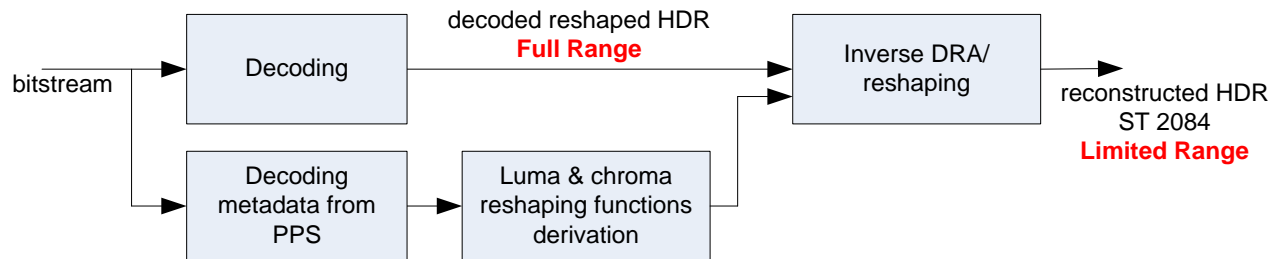 bitstream
Decoding
decoded reshaped HDR
Full Range
Inverse DRA/
reshaping
reconstructed HDR
ST 2084
Limited Range
Decoding
metadata from
PPS
Luma & chroma
reshaping functions
derivation